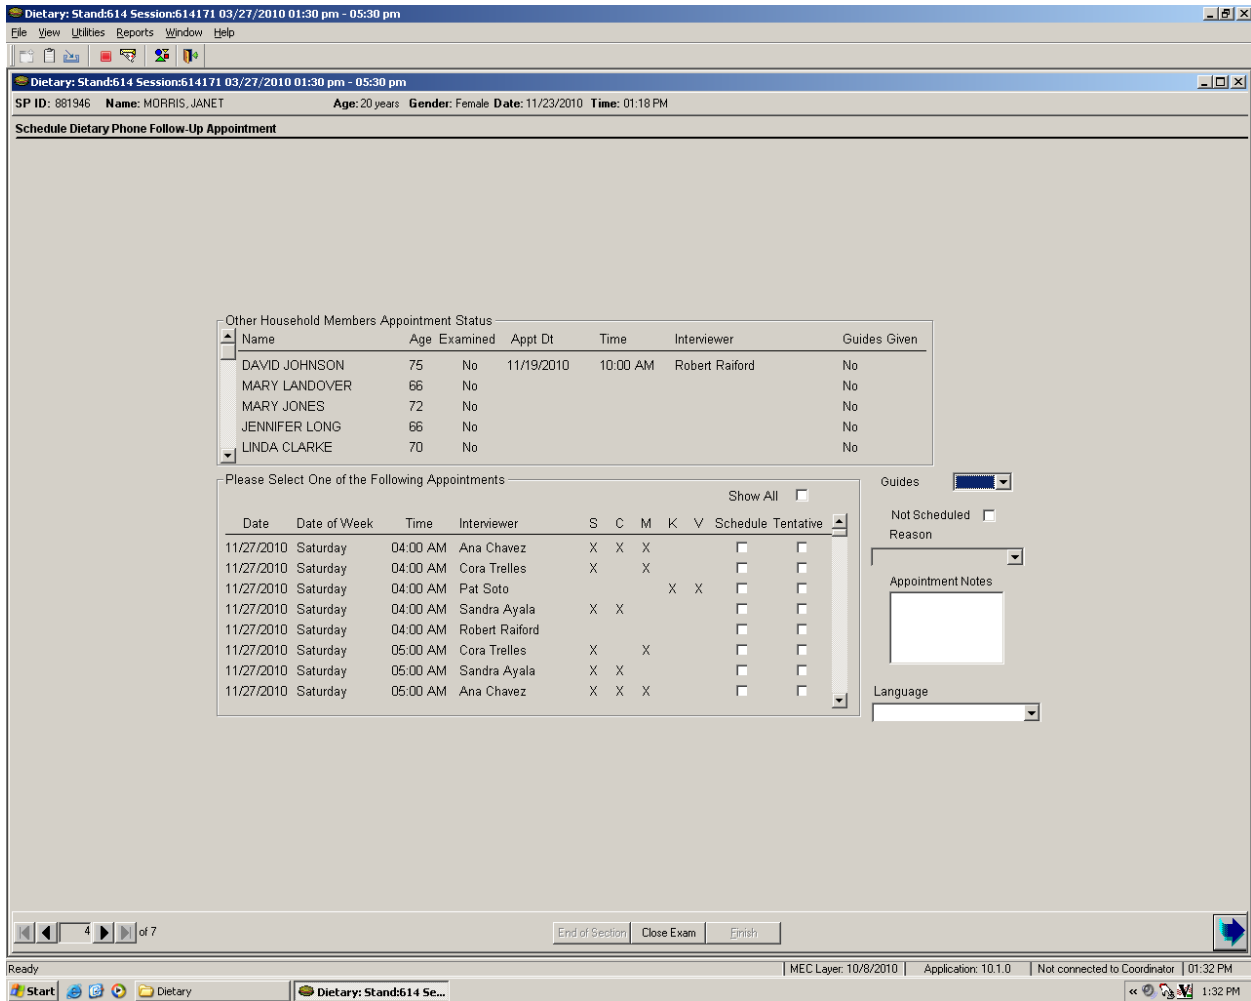 Dietary: Stand:614 Session:614171 03/27/2010 01:30 pm - 05:30 pm
File View Utilities Reports Window Help
Dietary: Stand:614 Session:614171 03/27/2010 01:30 pm - 05:30 pm
SP ID: 881946 Name: MORRIS, JANET Age: 20 years Gender: Female Date: 11/23/2010 Time: 01:18 PM
Schedule Dietary Phone Follow-Up Appointment
Other Household Members Appointment Status
Name Age Examined Appt Dt Time Interviewer Guides Given
DAVID JOHNSON 75 No 11/19/2010 10:00 AM Robert Raiford No
MARY LANDOVER 66 No No
MARY JONES 72 No No
JENNIFER LONG 66 No No
LINDA CLARKE 70 No No
Please Select One of the Following Appointments
Show All
Date Date of Week Time Interviewer S C M K V Schedule Tentative
11/27/2010 Saturday 04:00 AM Ana Chavez X X X
11/27/2010 Saturday 04:00 AM Cora Trelles X X
11/27/2010 Saturday 04:00 AM Pat Soto X X
11/27/2010 Saturday 04:00 AM Sandra Ayala X X
11/27/2010 Saturday 04:00 AM Robert Raiford
11/27/2010 Saturday 05:00 AM Cora Trelles X X
11/27/2010 Saturday 05:00 AM Sandra Ayala X X
11/27/2010 Saturday 05:00 AM Ana Chavez X X X
Guides
Not Scheduled
Reason
Appointment Notes
Language
4 of 7
End of Section Close Exam Finish
Ready MEC Layer: 10/8/2010 Application: 10.1.0 Not connected to Coordinator 01:32 PM
Start Dietary Dietary: Stand:614 Se... 1:32 PM